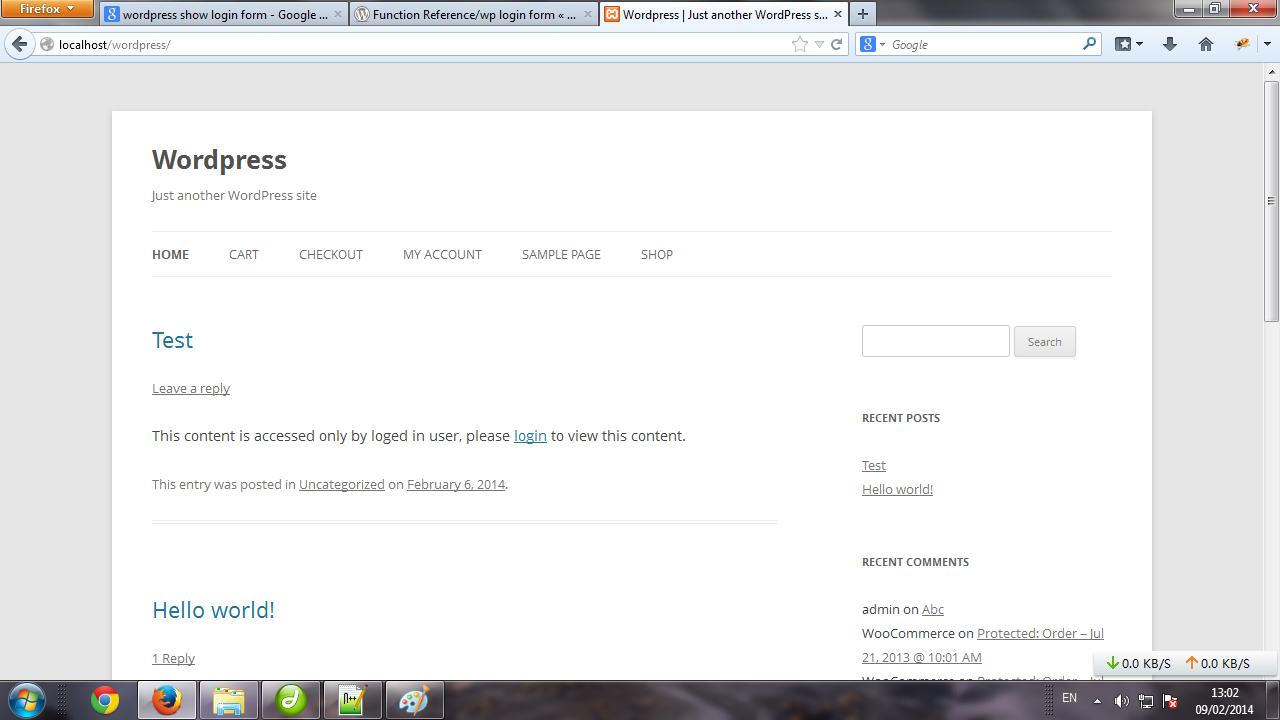 Firefox
wordpress show login form - Google ...
Function Reference/wp login form « ...
Wordpress | Just another WordPress s...
localhost/wordpress/
Google
Wordpress
Just another WordPress site
HOME CART CHECKOUT MY ACCOUNT SAMPLE PAGE SHOP
Test
Leave a reply
This content is accessed only by loged in user, please login to view this content.
This entry was posted in Uncategorized on February 6, 2014.
Hello world!
1 Reply
Search
RECENT POSTS
Test
Hello world!
RECENT COMMENTS
admin on Abc
WooCommerce on Protected: Order – Jul
21, 2013 @ 10:01 AM
WooCommerce on Protected: Order – Jul
0.0 KB/S 0.0 KB/S
EN
13:02
09/02/2014